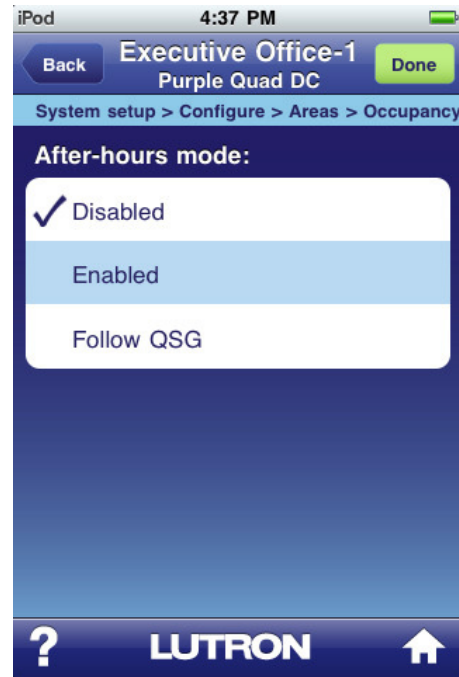 iPod 4:37 PM
Back Executive Office-1 Done
Purple Quad DC
System setup > Configure > Areas > Occupancy
After-hours mode:
Disabled
Enabled
Follow QSG
? LUTRON